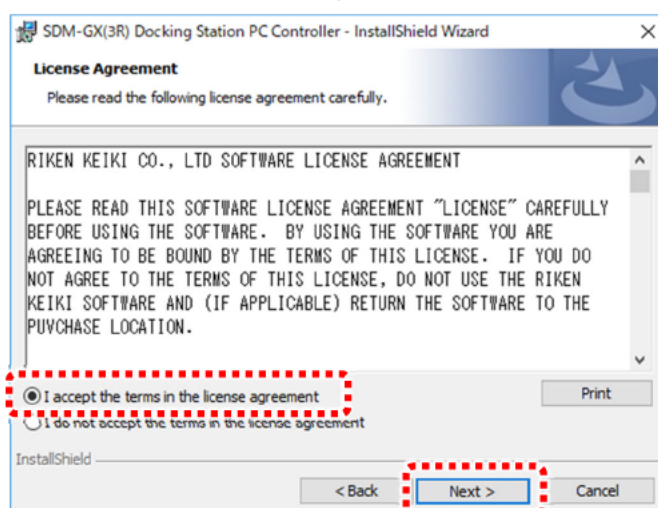 SDM-GX(3R) Docking Station PC Controller - InstallShield Wizard
License Agreement
Please read the following license agreement carefully.
RIKEN KEIKI CO., LTD SOFTWARE LICENSE AGREEMENT
PLEASE READ THIS SOFTWARE LICENSE AGREEMENT "LICENSE" CAREFULLY
BEFORE USING THE SOFTWARE. BY USING THE SOFTWARE YOU ARE
AGREEING TO BE BOUND BY THE TERMS OF THIS LICENSE. IF YOU DO
NOT AGREE TO THE TERMS OF THIS LICENSE, DO NOT USE THE RIKEN
KEIKI SOFTWARE AND (IF APPLICABLE) RETURN THE SOFTWARE TO THE
PUVCHASE LOCATION.
I accept the terms in the license agreement
Print
I do not accept the terms in the license agreement
InstallShield
< Back
Next >
Cancel